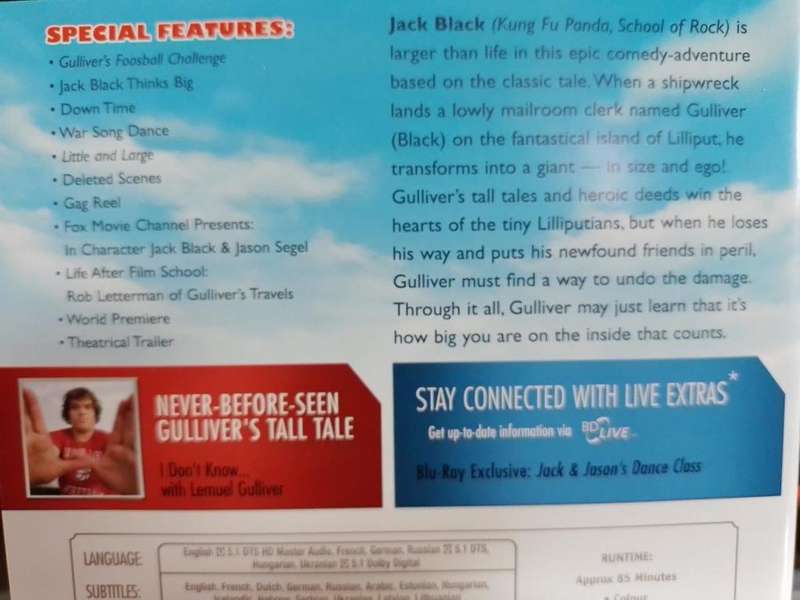 SPECIAL FEATURES:
• Gulliver's Foosball Challenge
• Jack Black Thinks Big
• Down Time
• War Song Dance
• Little and Large
• Deleted Scenes
• Gag Reel
• Fox Movie Channel Presents:
In Character Jack Black & Jason Segel
• Life After Film School:
Rob Letterman of Gulliver's Travels
• World Premiere
• Theatrical Trailer
Jack Black (Kung Fu Panda, School of Rock) is
larger than life in this epic comedy-adventure
based on the classic tale. When a shipwreck
lands a lowly mailroom clerk named Gulliver
(Black) on the fantastical island of Lilliput, he
transforms into a giant — in size and ego!
Gulliver's tall tales and heroic deeds win the
hearts of the tiny Lilliputians, but when he loses
his way and puts his newfound friends in peril,
Gulliver must find a way to undo the damage.
Through it all, Gulliver may just learn that it's
how big you are on the inside that counts.
NEVER-BEFORE-SEEN
GULLIVER'S TALL TALE
I Don't Know...
with Lemuel Gulliver
STAY CONNECTED WITH LIVE EXTRAS*
Get up-to-date information via BD LIVE
Blu-Ray Exclusive: Jack & Jason's Dance Class
LANGUAGE:
English 5.1 DTS HD Master Audio, French, German, Russian 5.1 DTS,
Hungarian, Ukrainian 5.1 Dolby Digital
SUBTITLES:
English, French, Dutch, German, Russian, Arabic, Estonian, Hungarian,
Icelandic, Hebrew, Serbian, Ukrainian, Latvian, Lithuanian
RUNTIME:
Approx 85 Minutes
• Colour